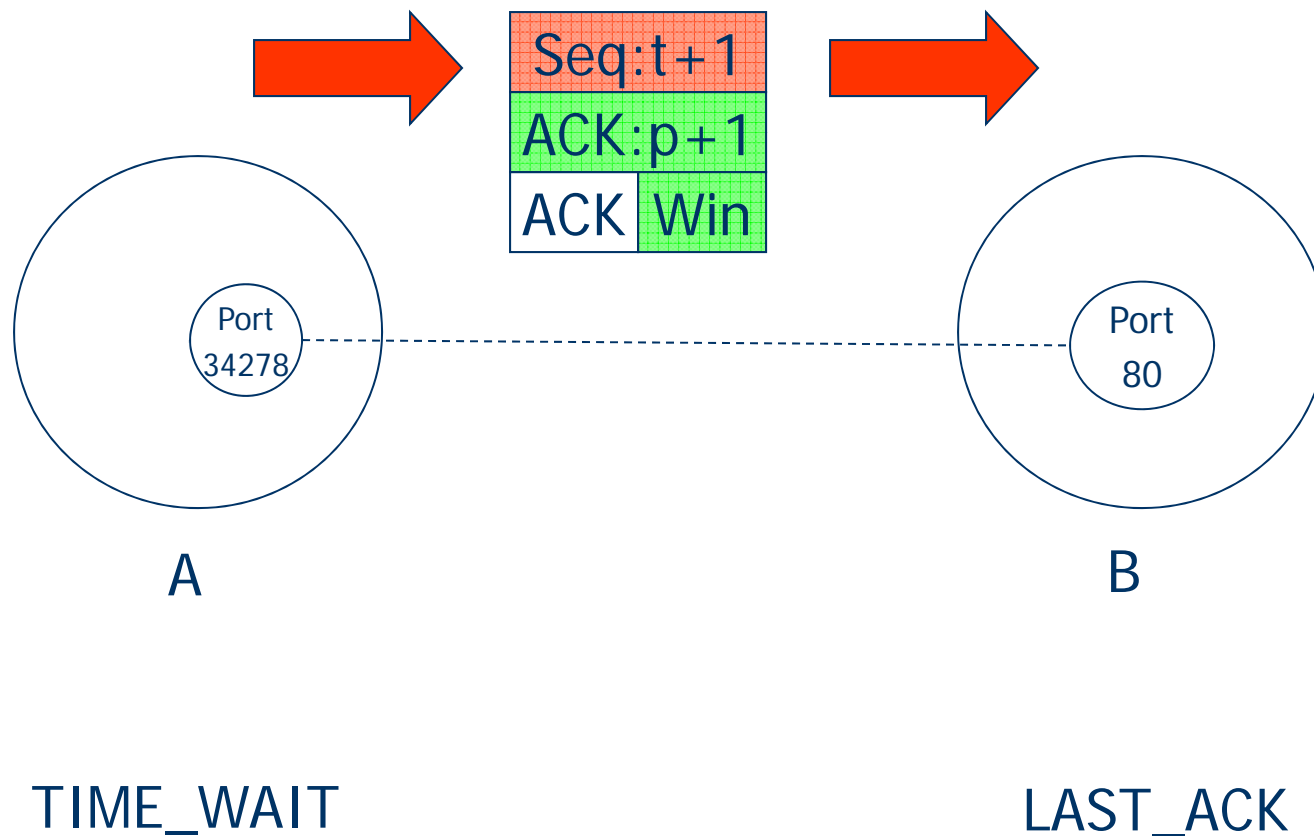 Seq:t+1
ACK:p+1
ACK Win
Port
34278
Port
80
A
B
TIME_WAIT
LAST_ACK